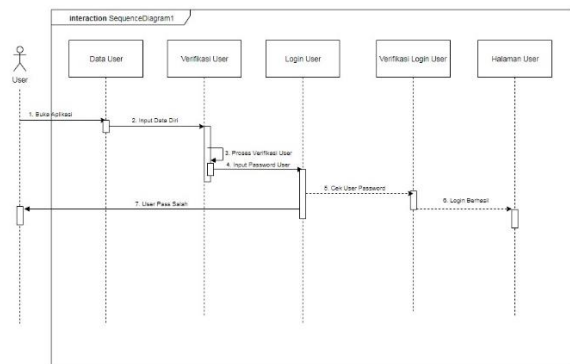 interaction SequenceDiagram1
User
Data User
Verifikasi User
Login User
Verifikasi Login User
Halaman User
1. Buka Aplikasi
2. Input Data Diri
3. Proses Verifikasi User
4. Input Password User
5. Cek User Password
6. Login Berhasil
7. User Pass Salah